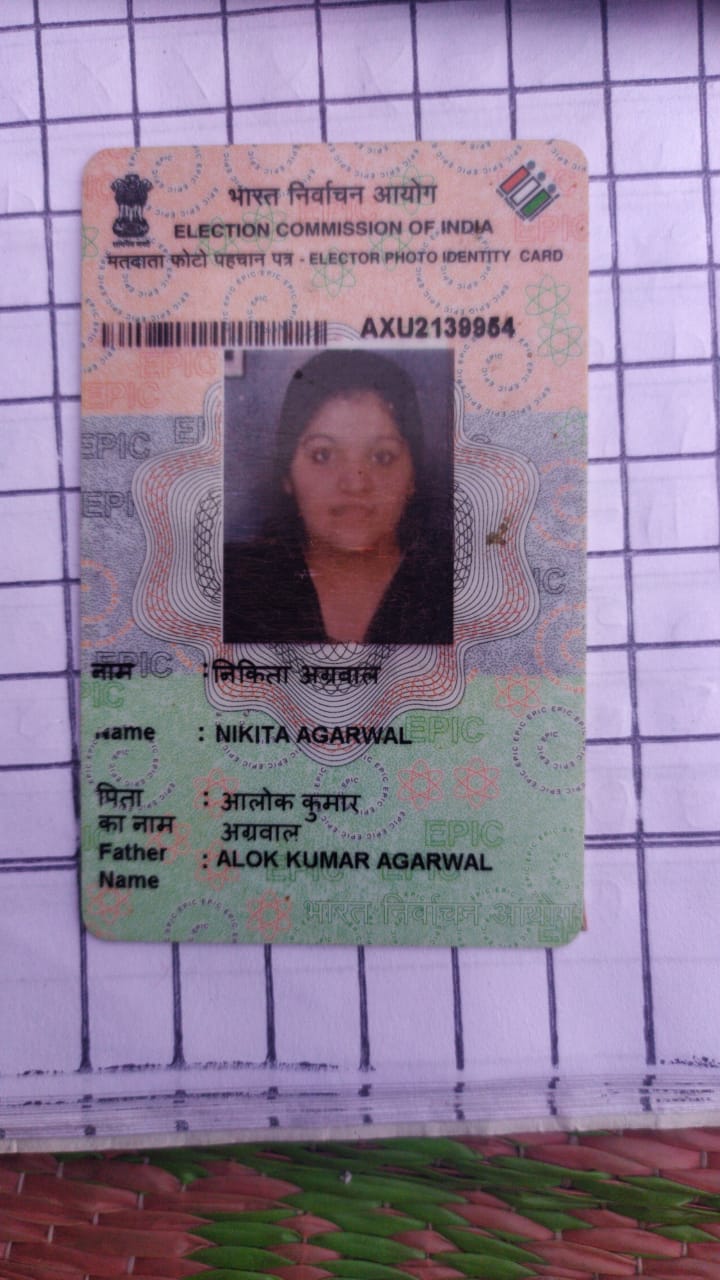 भारत निर्वाचन आयोग
ELECTION COMMISSION OF INDIA
मतदाता फोटो पहचान पत्र - ELECTOR PHOTO IDENTITY CARD
AXU2139954
नाम : निकिता अग्रवाल
Name : NIKITA AGARWAL
पिता : आलोक कुमार
का नाम अग्रवाल
Father : ALOK KUMAR AGARWAL
Name
भारत निर्वाचन आयोग